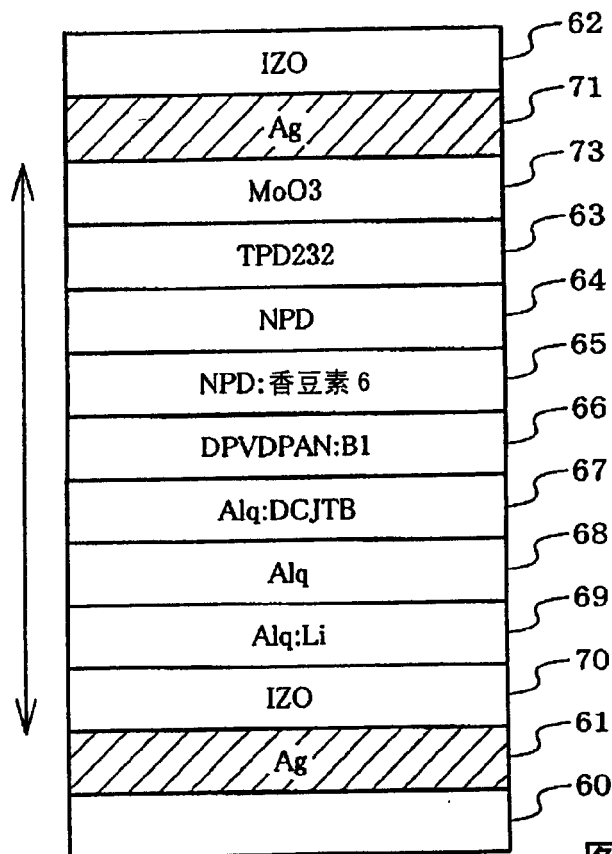 IZO 62
Ag 71
MoO3 73
TPD232 63
NPD 64
NPD:香豆素 6 65
DPVDPAN:B1 66
Alq:DCJTB 67
Alq 68
Alq:Li 69
IZO 70
Ag 61
60